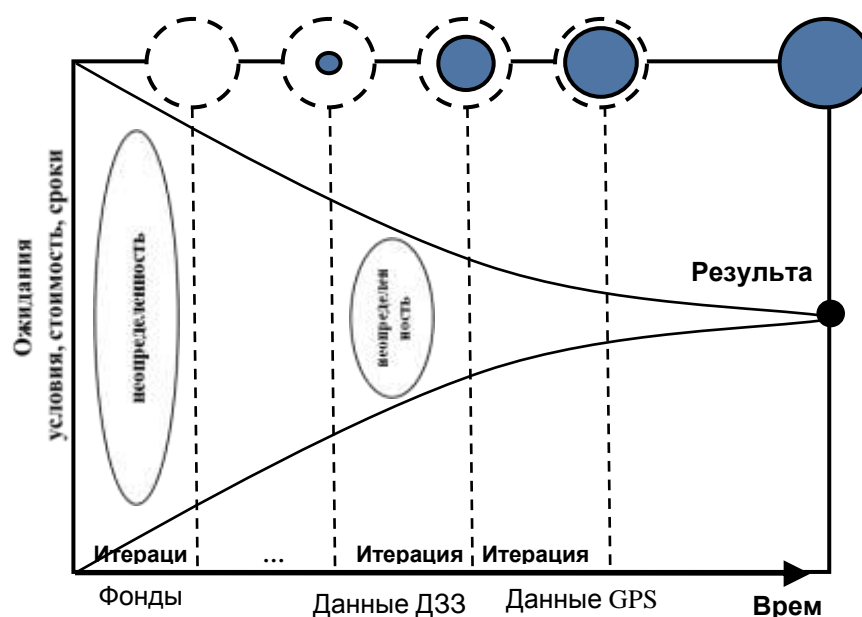 Ожидания
условия, стоимость, сроки
неопределенность
неопределен
ность
Результа
Итераци
...
Итерация
Итерация
Фонды
Данные ДЗЗ
Данные GPS
Врем